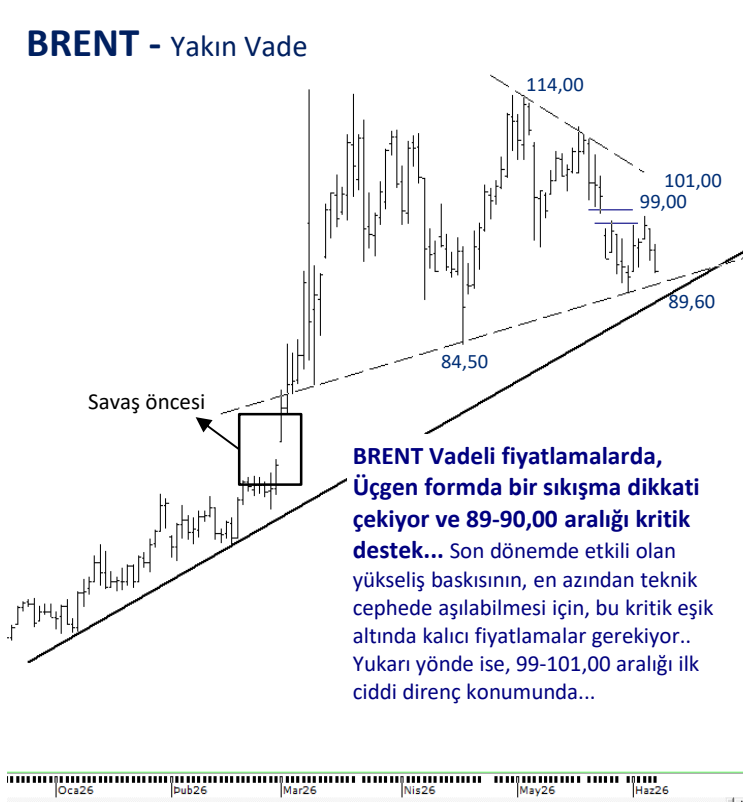 BRENT - Yakın Vade
114,00
101,00
99,00
89,60
84,50
Savaş öncesi
BRENT Vadeli fiyatlamalarda,
Üçgen formda bir sıkışma dikkati
çekiyor ve 89-90,00 aralığı kritik
destek... Son dönemde etkili olan
yükseliş baskısının, en azından teknik
cephede aşılabilmesi için, bu kritik eşik
altında kalıcı fiyatlamalar gerekiyor..
Yukarı yönde ise, 99-101,00 aralığı ilk
ciddi direnç konumunda...
Oca26 Þub26 Mar26 Nis26 May26 Haz26